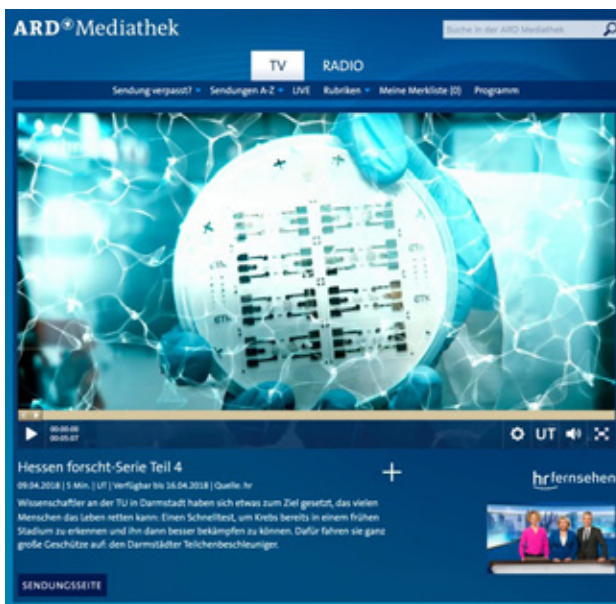 ARD Mediathek
Suche in der ARD Mediathek
TV RADIO
Sendung verpasst? Sendungen A-Z LIVE Rubriken Meine Merkliste (0) Programm
00:00:00
00:05:07
UT
Hessen forscht-Serie Teil 4
09.04.2018 | 5 Min. | UT | Verfügbar bis 16.04.2018 | Quelle: hr
hr fernsehen
Wissenschaftler an der TU in Darmstadt haben sich etwas zum Ziel gesetzt, das vielen
Menschen das Leben retten kann: Einen Schnelltest, um Krebs bereits in einem frühen
Stadium zu erkennen und ihn dann besser bekämpfen zu können. Dafür fahren sie ganz
große Geschütze auf: den Darmstädter Teilchenbeschleuniger.
SENDUNGSSEITE